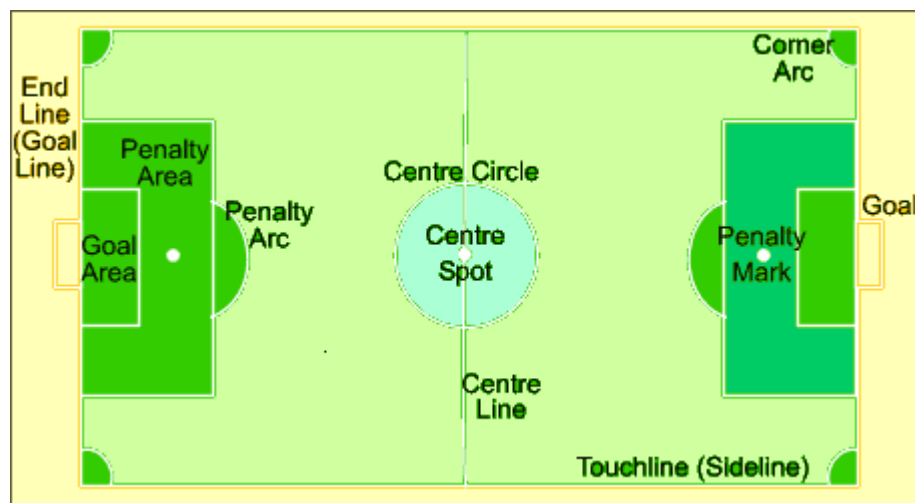 Corner
Arc
End
Line
(Goal
Line)
Penalty
Area
Centre Circle
Penalty
Arc
Goal
Goal
Area
Centre
Spot
Penalty
Mark
Centre
Line
Touchline (Sideline)